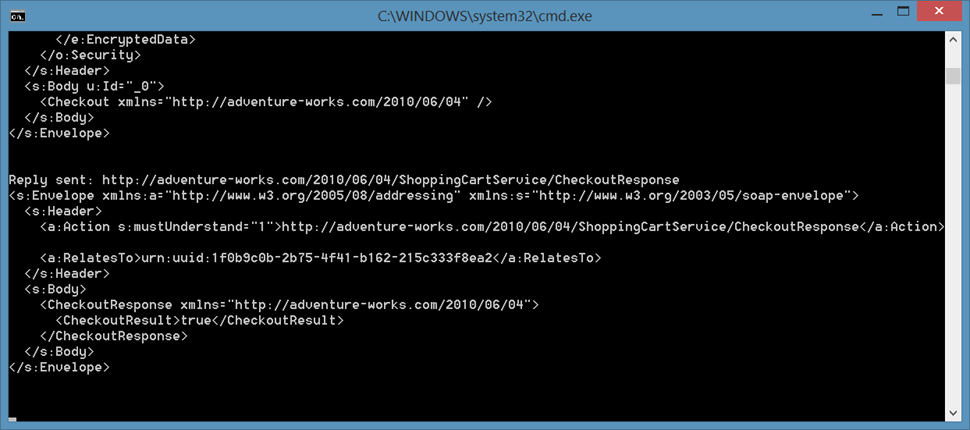 C:\WINDOWS\system32\cmd.exe
      </e:EncryptedData>
    </o:Security>
  </s:Header>
  <s:Body u:Id="_0">
    <Checkout xmlns="http://adventure-works.com/2010/06/04" />
  </s:Body>
</s:Envelope>
Reply sent: http://adventure-works.com/2010/06/04/ShoppingCartService/CheckoutResponse
<s:Envelope xmlns:a="http://www.w3.org/2005/08/addressing" xmlns:s="http://www.w3.org/2003/05/soap-envelope">
  <s:Header>
    <a:Action s:mustUnderstand="1">http://adventure-works.com/2010/06/04/ShoppingCartService/CheckoutResponse</a:Action>
    <a:RelatesTo>urn:uuid:1f0b9c0b-2b75-4f41-b162-215c333f8ea2</a:RelatesTo>
  </s:Header>
  <s:Body>
    <CheckoutResponse xmlns="http://adventure-works.com/2010/06/04">
      <CheckoutResult>true</CheckoutResult>
    </CheckoutResponse>
  </s:Body>
</s:Envelope>